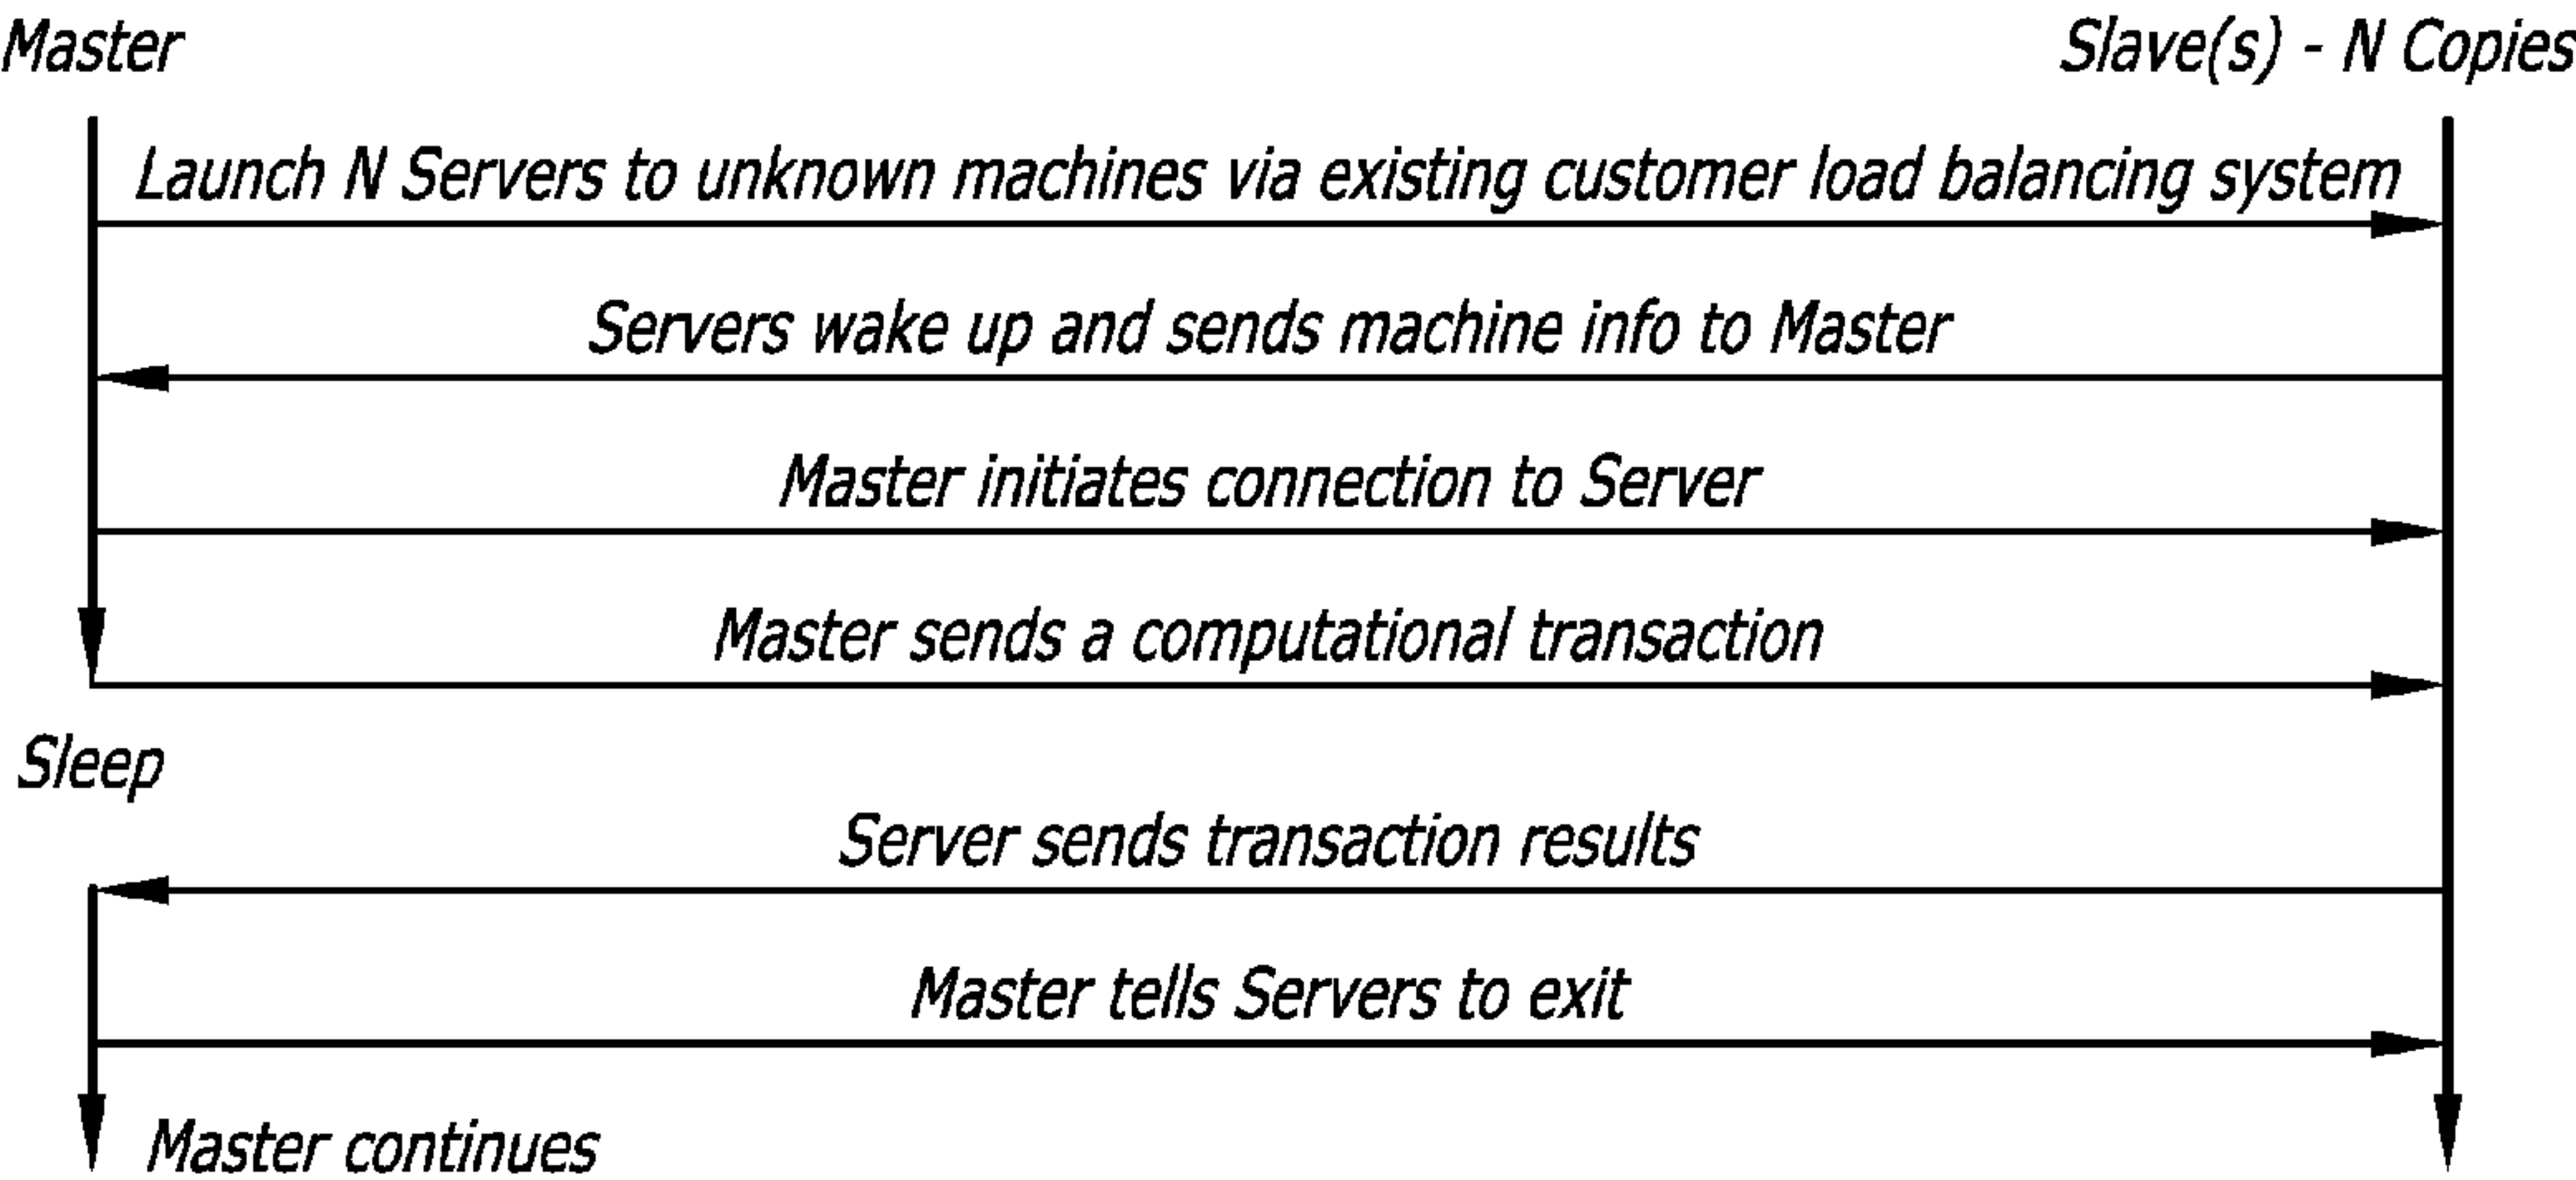 Master
Slave(s) - N Copies
Launch N Servers to unknown machines via existing customer load balancing system
Servers wake up and sends machine info to Master
Master initiates connection to Server
Master sends a computational transaction
Sleep
Server sends transaction results
Master tells Servers to exit
Master continues